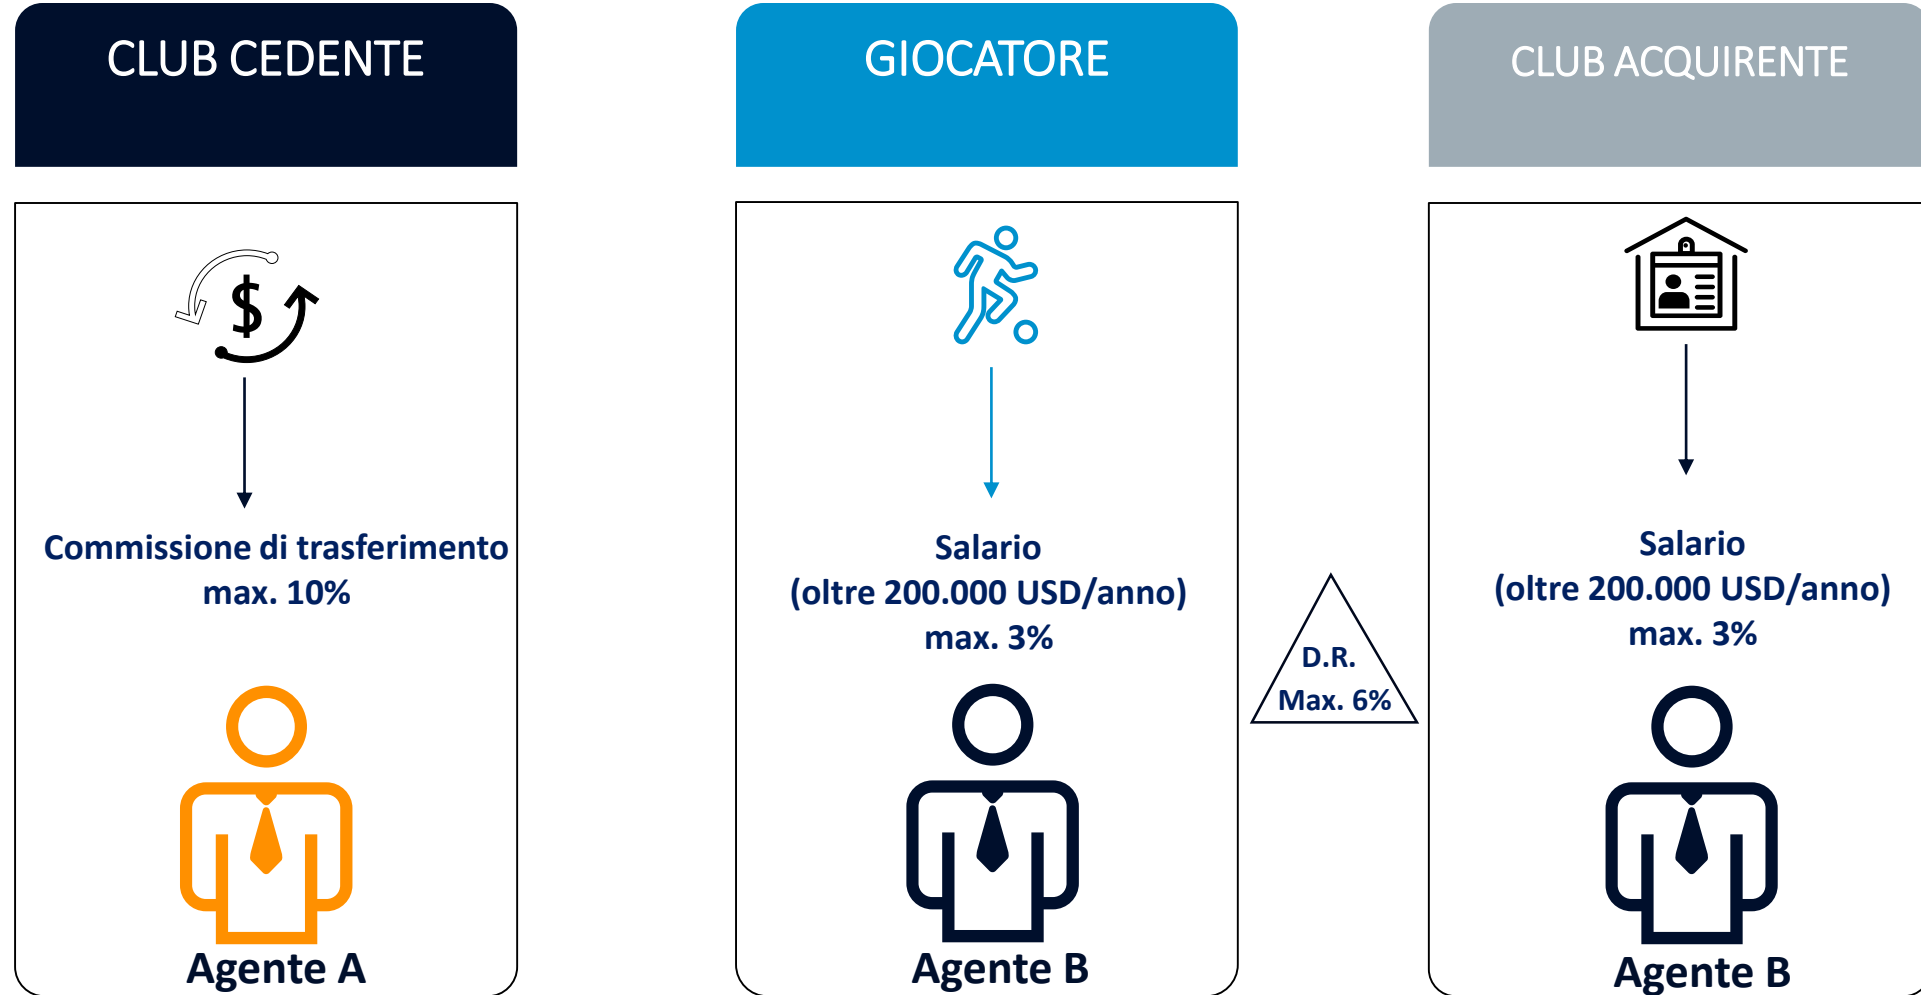 CLUB CEDENTE
$
Commissione di trasferimento
max. 10%
Agente A
GIOCATORE
Salario
(oltre 200.000 USD/anno)
max. 3%
Agente B
D.R.
Max. 6%
CLUB ACQUIRENTE
Salario
(oltre 200.000 USD/anno)
max. 3%
Agente B